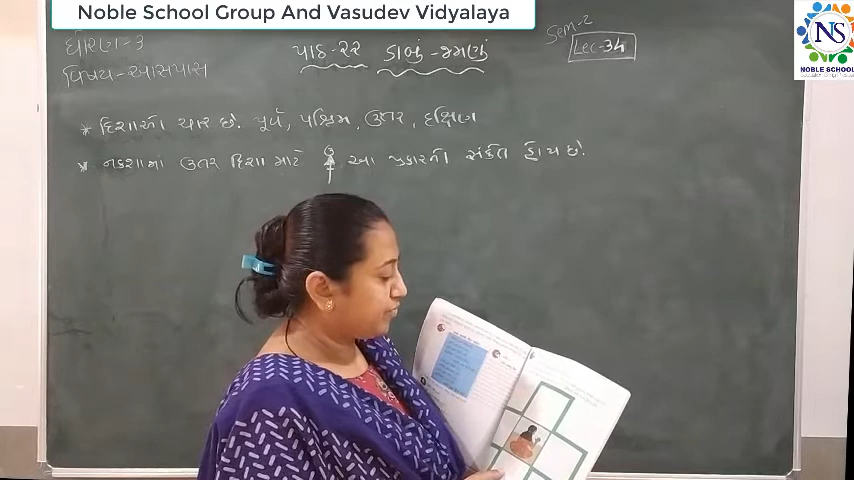 Noble School Group And Vasudev Vidyalaya
NS
NOBLE SCHOOL
ધોરણ-૩
વિષય-આસપાસ
પાઠ-૨૨ ડાબું-જમણું
Sem-2
Lec-34
* દિશાઓ ચાર છે. પૂર્વ, પશ્ચિમ, ઉત્તર, દક્ષિણ
* નકશામાં ઉત્તર દિશા માટે ઉ આ પ્રકારનો સંકેત હોય છે.